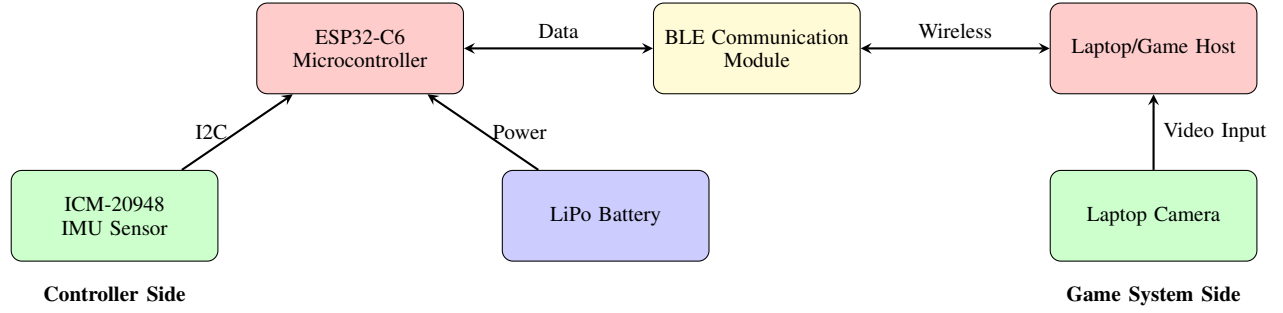 ESP32-C6
Microcontroller
Data
BLE Communication
Module
Wireless
Laptop/Game Host
I2C
Power
Video Input
ICM-20948
IMU Sensor
LiPo Battery
Laptop Camera
Controller Side
Game System Side